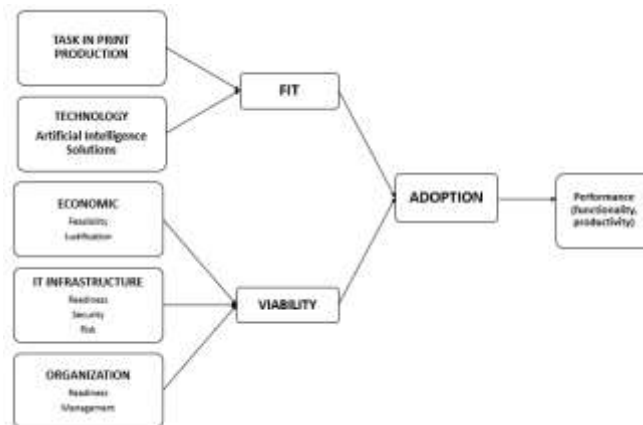 TASK IN PRINT
PRODUCTION
TECHNOLOGY
Artificial Intelligence
Solutions
FIT
ECONOMIC
Feasibility
Justification
IT INFRASTRUCTURE
Readiness
Security
Risk
ORGANIZATION
Readiness
Management
VIABILITY
ADOPTION
Performance
(functionality,
productivity)